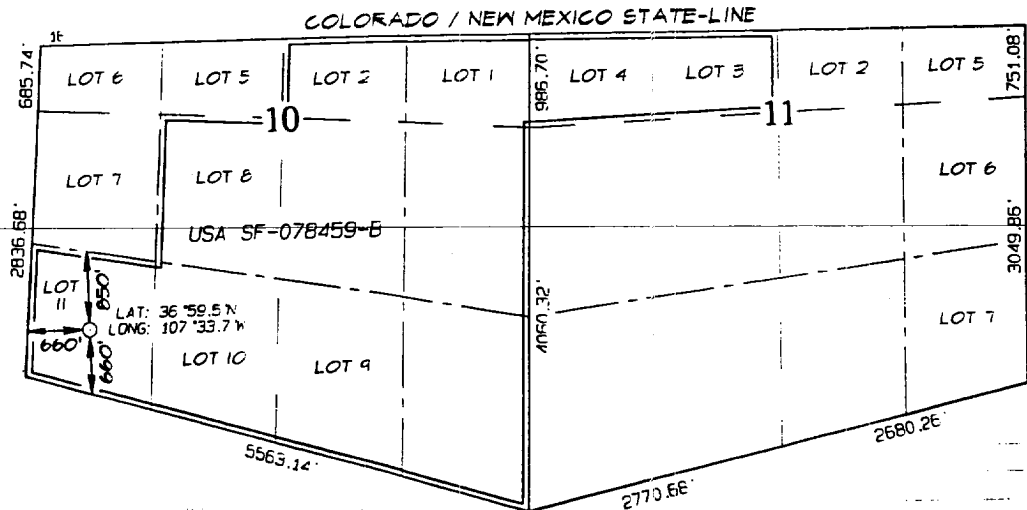 COLORADO / NEW MEXICO STATE-LINE
685.74'
LOT 6
LOT 5
LOT 2
LOT 1
986.70'
LOT 4
LOT 3
LOT 2
LOT 5
751.08'
10
11
LOT 7
LOT 8
LOT 6
2836.68'
USA SF-078459-B
3049.86'
LOT
11
850'
LAT: 36°59.5'N
LONG: 107°33.7'W
4060.32'
LOT 7
660'
660'
LOT 10
LOT 9
5563.14'
2680.26'
2770.68'